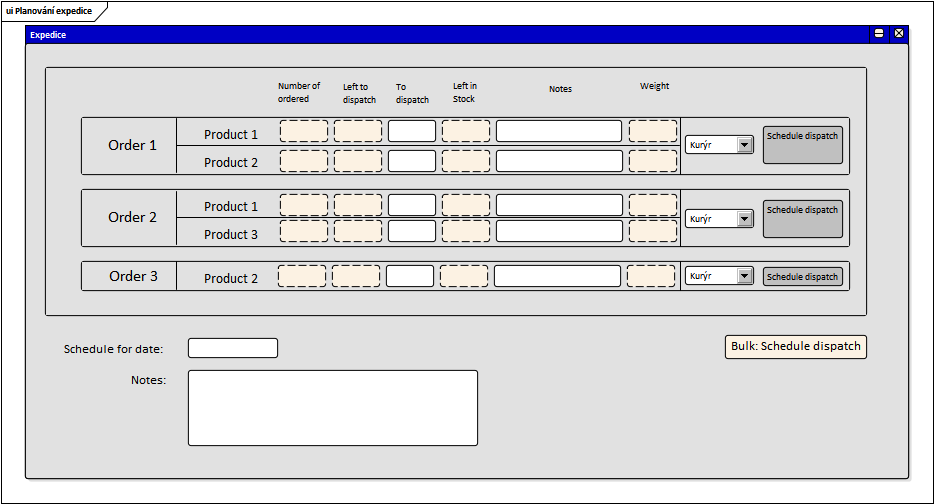 ui Planování expedice
Expedice
Number of ordered
Left to dispatch
To dispatch
Left in Stock
Notes
Weight
Order 1
Product 1
Product 2
Kurýr
Schedule dispatch
Order 2
Product 1
Product 3
Kurýr
Schedule dispatch
Order 3
Product 2
Kurýr
Schedule dispatch
Schedule for date:
Bulk: Schedule dispatch
Notes: